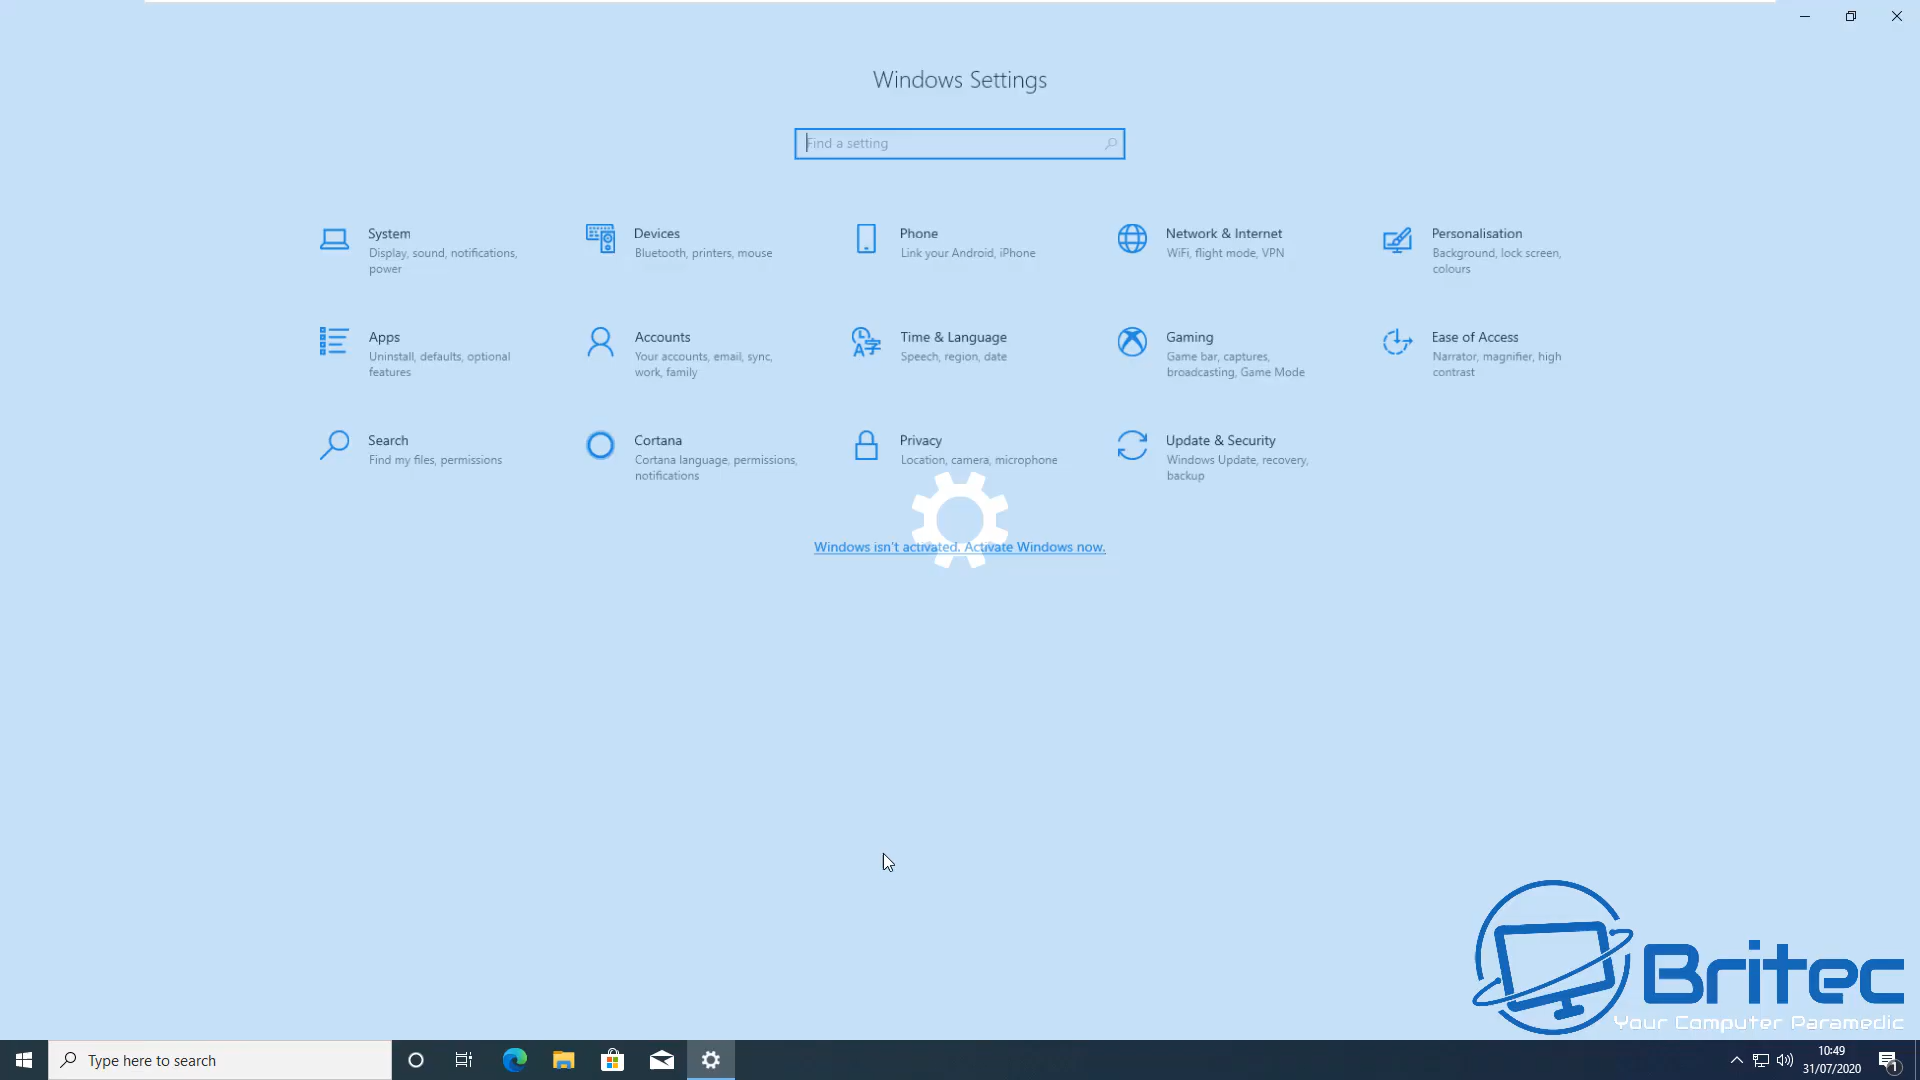 Windows Settings
Find a setting
System
Display, sound, notifications,
power
Devices
Bluetooth, printers, mouse
Phone
Link your Android, iPhone
Network & Internet
WiFi, flight mode, VPN
Personalisation
Background, lock screen,
colours
Apps
Uninstall, defaults, optional
features
Accounts
Your accounts, email, sync,
work, family
Time & Language
Speech, region, date
Gaming
Game bar, captures,
broadcasting, Game Mode
Ease of Access
Narrator, magnifier, high
contrast
Search
Find my files, permissions
Cortana
Cortana language, permissions,
notifications
Privacy
Location, camera, microphone
Update & Security
Windows Update, recovery,
backup
Windows isn't activated. Activate Windows now.
Britec
Your Computer Paramedic
Type here to search
10:49
31/07/2020
1